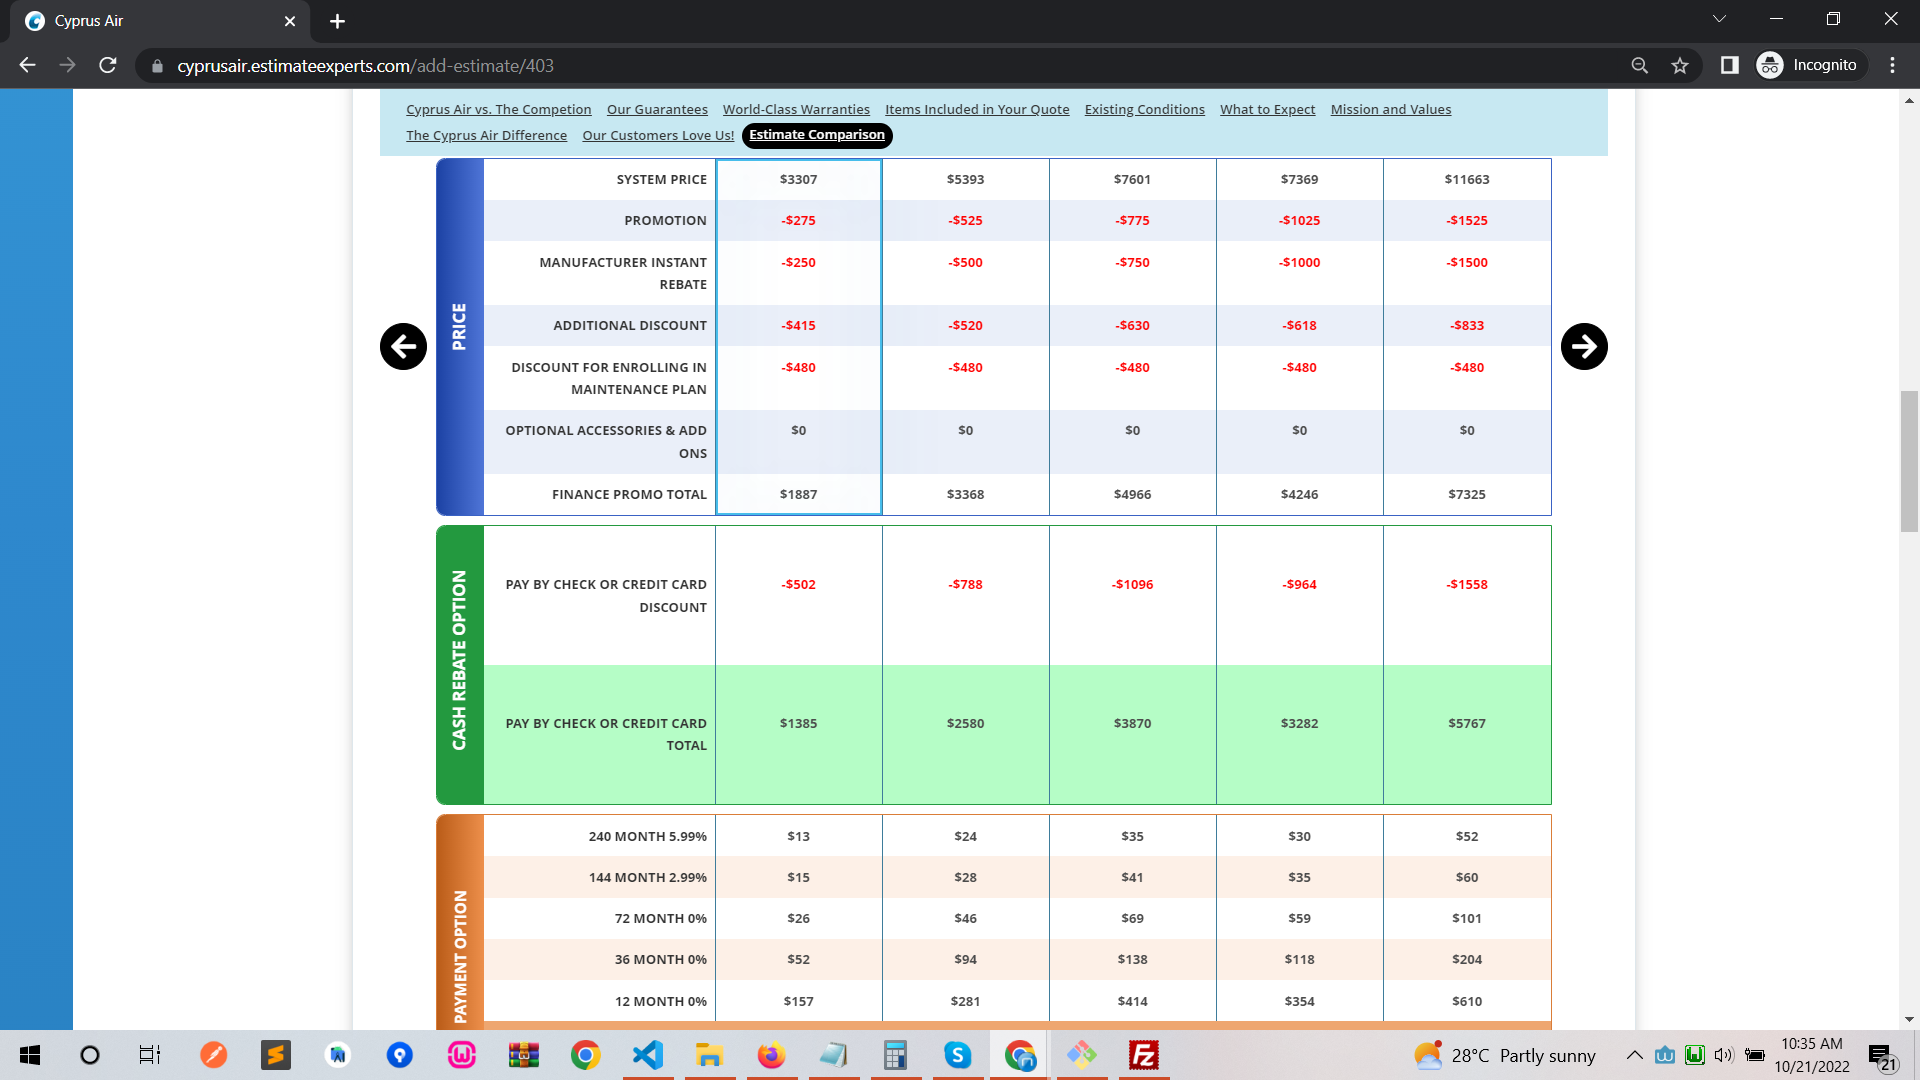 Cyprus Air
cyprusair.estimateexperts.com/add-estimate/403
Incognito
Cyprus Air vs. The Competion Our Guarantees World-Class Warranties Items Included in Your Quote Existing Conditions What to Expect Mission and Values
The Cyprus Air Difference Our Customers Love Us! Estimate Comparison
PRICE
SYSTEM PRICE $3307 $5393 $7601 $7369 $11663
PROMOTION -$275 -$525 -$775 -$1025 -$1525
MANUFACTURER INSTANT -$250 -$500 -$750 -$1000 -$1500
REBATE
ADDITIONAL DISCOUNT -$415 -$520 -$630 -$618 -$833
DISCOUNT FOR ENROLLING IN -$480 -$480 -$480 -$480 -$480
MAINTENANCE PLAN
OPTIONAL ACCESSORIES & ADD $0 $0 $0 $0 $0
ONS
FINANCE PROMO TOTAL $1887 $3368 $4966 $4246 $7325
CASH REBATE OPTION
PAY BY CHECK OR CREDIT CARD -$502 -$788 -$1096 -$964 -$1558
DISCOUNT
PAY BY CHECK OR CREDIT CARD $1385 $2580 $3870 $3282 $5767
TOTAL
PAYMENT OPTION
240 MONTH 5.99% $13 $24 $35 $30 $52
144 MONTH 2.99% $15 $28 $41 $35 $60
72 MONTH 0% $26 $46 $69 $59 $101
36 MONTH 0% $52 $94 $138 $118 $204
12 MONTH 0% $157 $281 $414 $354 $610
28°C Partly sunny
10:35 AM
10/21/2022
21